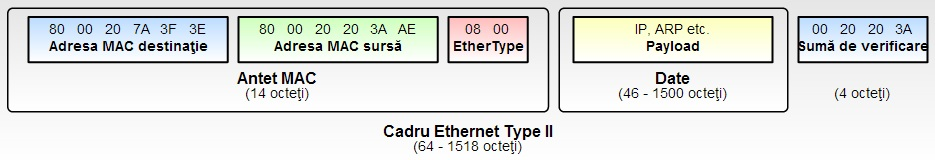 80 00 20 7A 3F 3E
Adresa MAC destinaţie
80 00 20 20 3A AE
Adresa MAC sursă
08 00
EtherType
IP, ARP etc.
Payload
00 20 20 3A
Sumă de verificare
Antet MAC
(14 octeţi)
Date
(46 - 1500 octeţi)
(4 octeţi)
Cadru Ethernet Type II
(64 - 1518 octeţi)